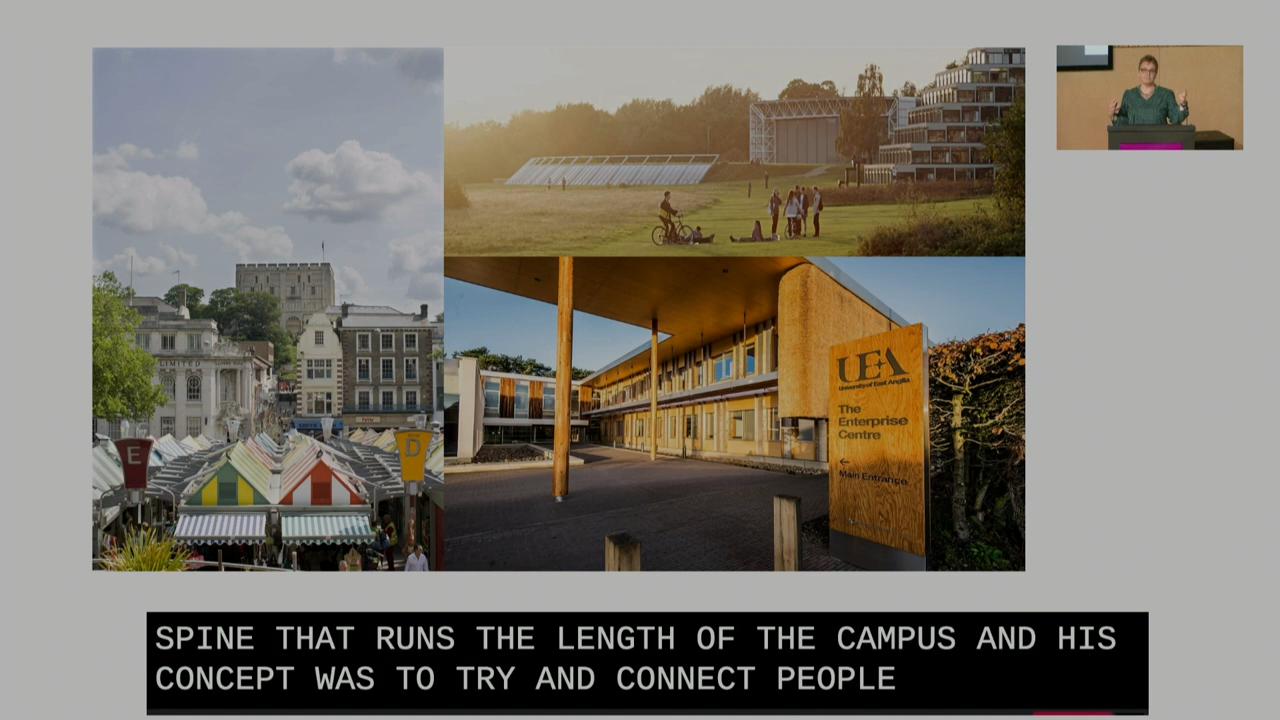 LIMITED
E
D
UEA
University of East Anglia
The
Enterprise
Centre
←
Main Entrance
SPINE THAT RUNS THE LENGTH OF THE CAMPUS AND HIS
CONCEPT WAS TO TRY AND CONNECT PEOPLE